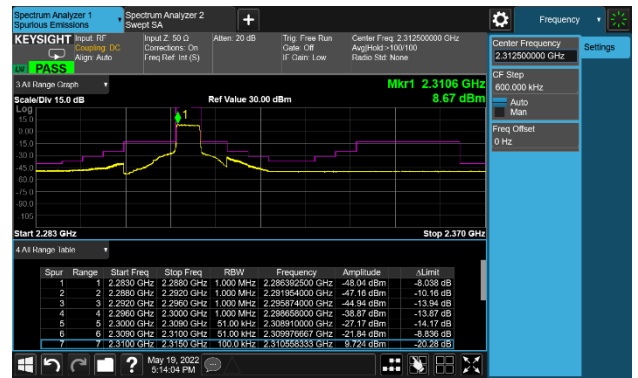 Spectrum Analyzer 1
Spurious Emissions
Spectrum Analyzer 2
Swept SA
Frequency
KEYSIGHT
Input: RF
Coupling: DC
Align: Auto
Input Z: 50 Ω
Corrections: On
Freq Ref: Int (S)
Atten: 20 dB
Trig: Free Run
Gate: Off
IF Gain: Low
Center Freq: 2.312500000 GHz
Avg|Hold:>100/100
Radio Std: None
LV PASS
Center Frequency
2.312500000 GHz
Settings
CF Step
600.000 kHz
Auto
Man
Freq Offset
0 Hz
3 All Range Graph
Mkr1 2.3106 GHz
Scale/Div 15.0 dB
Ref Value 30.00 dBm
8.67 dBm
Log
15.0
0.00
-15.0
-30.0
-45.0
-60.0
-75.0
-90.0
-105
1
Start 2.283 GHz
Stop 2.370 GHz
4 All Range Table
Spur Range Start Freq Stop Freq RBW Frequency Amplitude ΔLimit
1 1 2.2830 GHz 2.2880 GHz 1.000 MHz 2.286392500 GHz -48.04 dBm -8.038 dB
2 2 2.2880 GHz 2.2920 GHz 1.000 MHz 2.291954000 GHz -47.16 dBm -10.16 dB
3 3 2.2920 GHz 2.2960 GHz 1.000 MHz 2.295874000 GHz -44.94 dBm -13.94 dB
4 4 2.2960 GHz 2.3000 GHz 1.000 MHz 2.298658000 GHz -38.87 dBm -13.87 dB
5 5 2.3000 GHz 2.3090 GHz 51.00 kHz 2.308910000 GHz -27.17 dBm -14.17 dB
6 6 2.3090 GHz 2.3100 GHz 51.00 kHz 2.309976667 GHz -21.84 dBm -8.836 dB
7 7 2.3100 GHz 2.3150 GHz 100.0 kHz 2.310558333 GHz 9.724 dBm -20.28 dB
May 19, 2022
5:14:04 PM